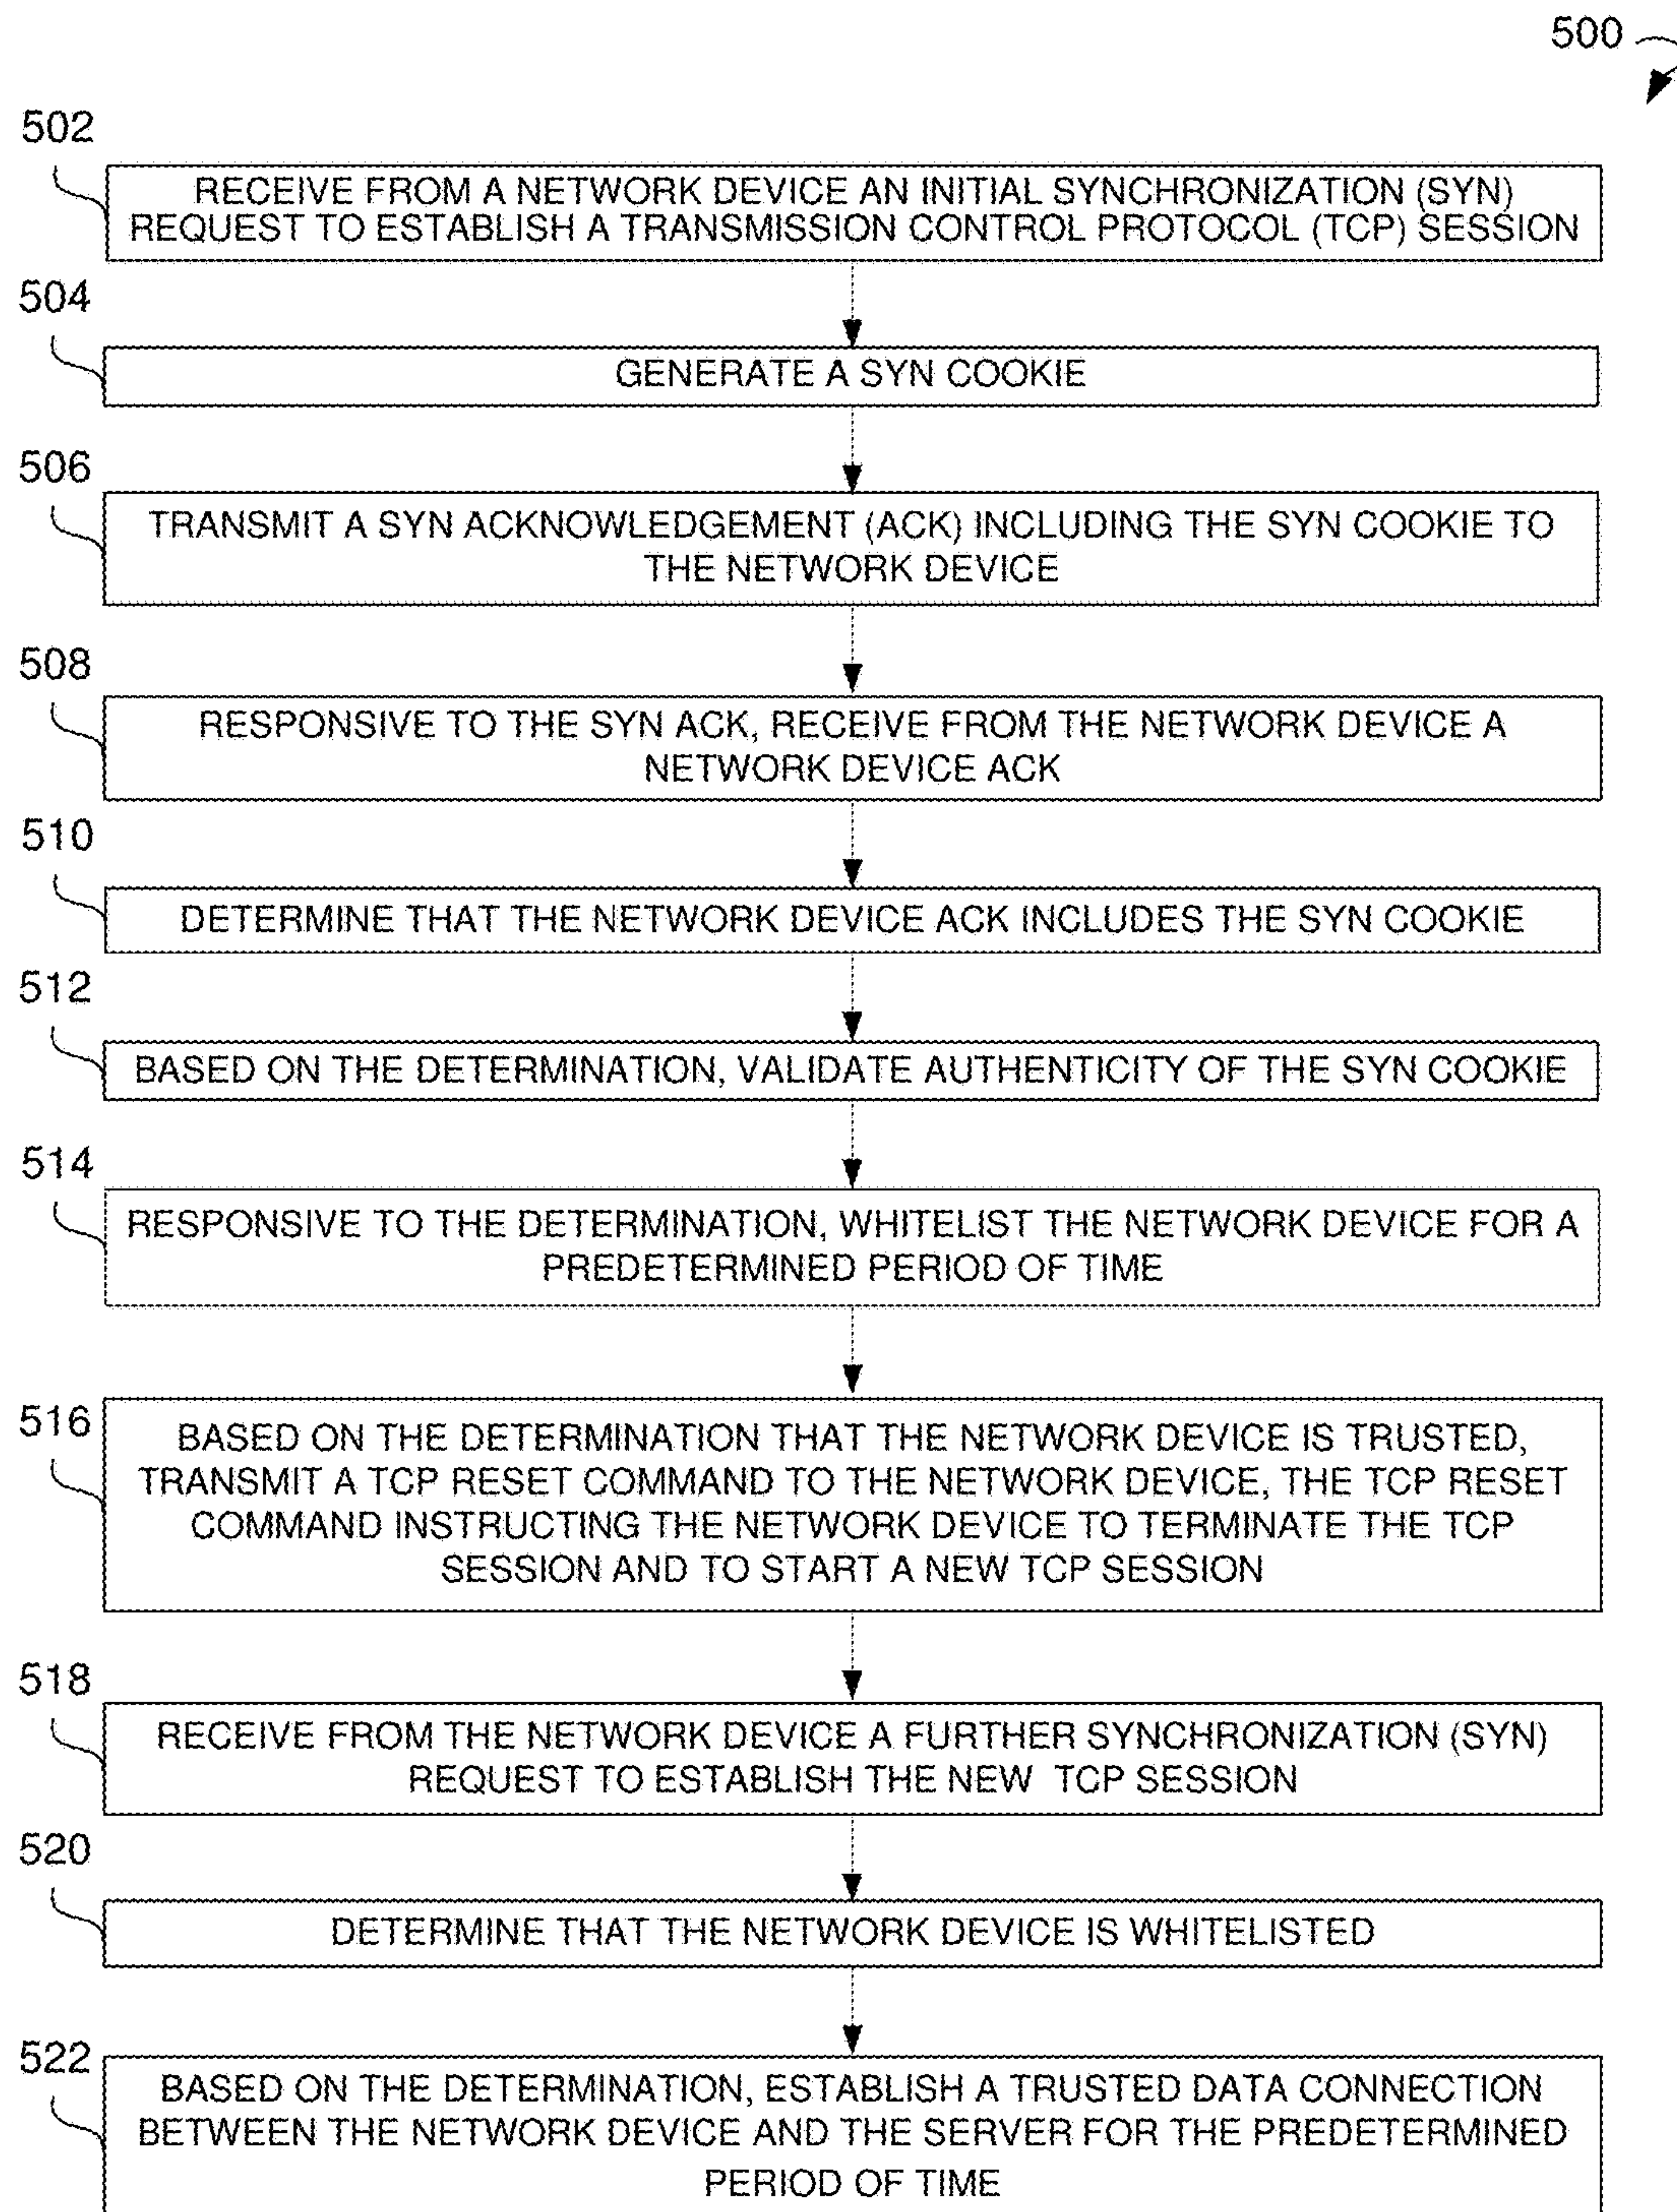 500
502
RECEIVE FROM A NETWORK DEVICE AN INITIAL SYNCHRONIZATION (SYN)
REQUEST TO ESTABLISH A TRANSMISSION CONTROL PROTOCOL (TCP) SESSION
504
GENERATE A SYN COOKIE
506
TRANSMIT A SYN ACKNOWLEDGEMENT (ACK) INCLUDING THE SYN COOKIE TO
THE NETWORK DEVICE
508
RESPONSIVE TO THE SYN ACK, RECEIVE FROM THE NETWORK DEVICE A
NETWORK DEVICE ACK
510
DETERMINE THAT THE NETWORK DEVICE ACK INCLUDES THE SYN COOKIE
512
BASED ON THE DETERMINATION, VALIDATE AUTHENTICITY OF THE SYN COOKIE
514
RESPONSIVE TO THE DETERMINATION, WHITELIST THE NETWORK DEVICE FOR A
PREDETERMINED PERIOD OF TIME
516
BASED ON THE DETERMINATION THAT THE NETWORK DEVICE IS TRUSTED,
TRANSMIT A TCP RESET COMMAND TO THE NETWORK DEVICE, THE TCP RESET
COMMAND INSTRUCTING THE NETWORK DEVICE TO TERMINATE THE TCP
SESSION AND TO START A NEW TCP SESSION
518
RECEIVE FROM THE NETWORK DEVICE A FURTHER SYNCHRONIZATION (SYN)
REQUEST TO ESTABLISH THE NEW TCP SESSION
520
DETERMINE THAT THE NETWORK DEVICE IS WHITELISTED
522
BASED ON THE DETERMINATION, ESTABLISH A TRUSTED DATA CONNECTION
BETWEEN THE NETWORK DEVICE AND THE SERVER FOR THE PREDETERMINED
PERIOD OF TIME